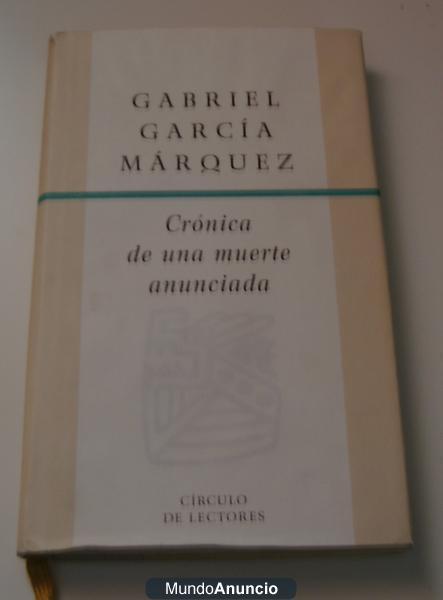 GABRIEL
GARCÍA
MÁRQUEZ
Crónica
de una muerte
anunciada
CÍRCULO
DE LECTORES
MundoAnuncio